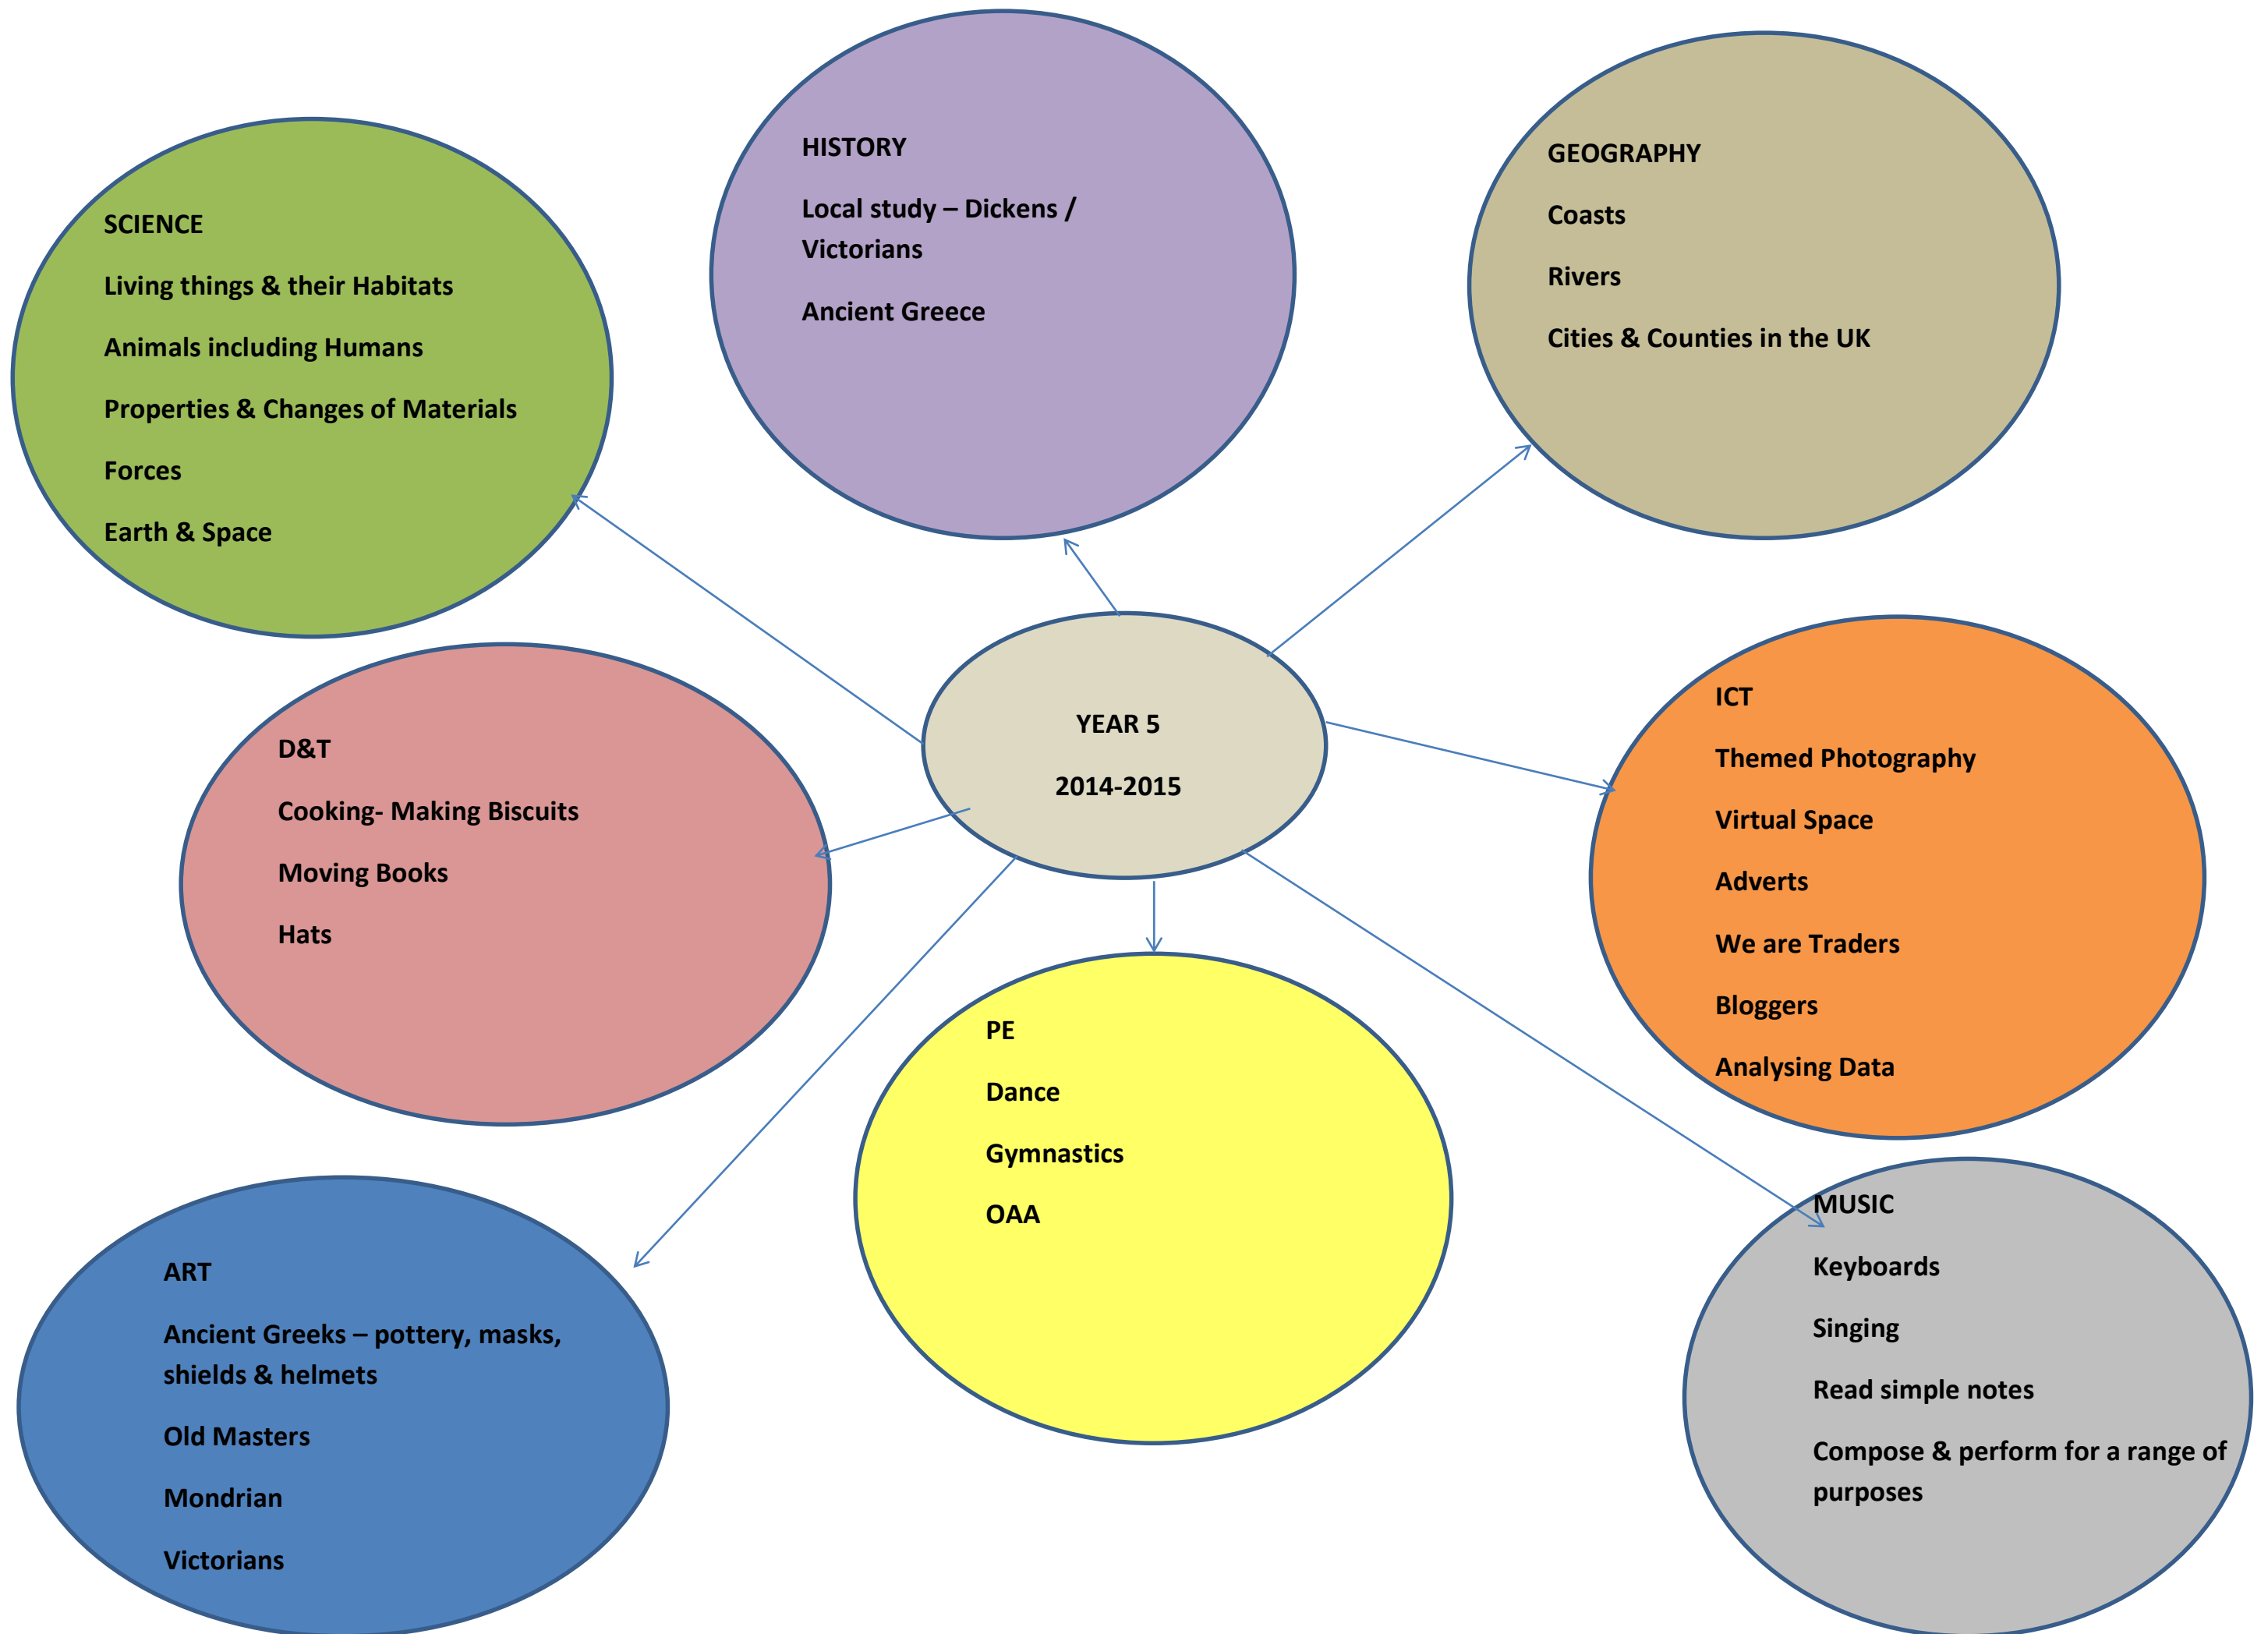 HISTORY
Local study – Dickens /
Victorians
Ancient Greece
GEOGRAPHY
Coasts
Rivers
Cities & Counties in the UK
SCIENCE
Living things & their Habitats
Animals including Humans
Properties & Changes of Materials
Forces
Earth & Space
YEAR 5
2014-2015
ICT
Themed Photography
Virtual Space
Adverts
We are Traders
Bloggers
Analysing Data
D&T
Cooking- Making Biscuits
Moving Books
Hats
PE
Dance
Gymnastics
OAA
MUSIC
Keyboards
Singing
Read simple notes
Compose & perform for a range of
purposes
ART
Ancient Greeks – pottery, masks,
shields & helmets
Old Masters
Mondrian
Victorians